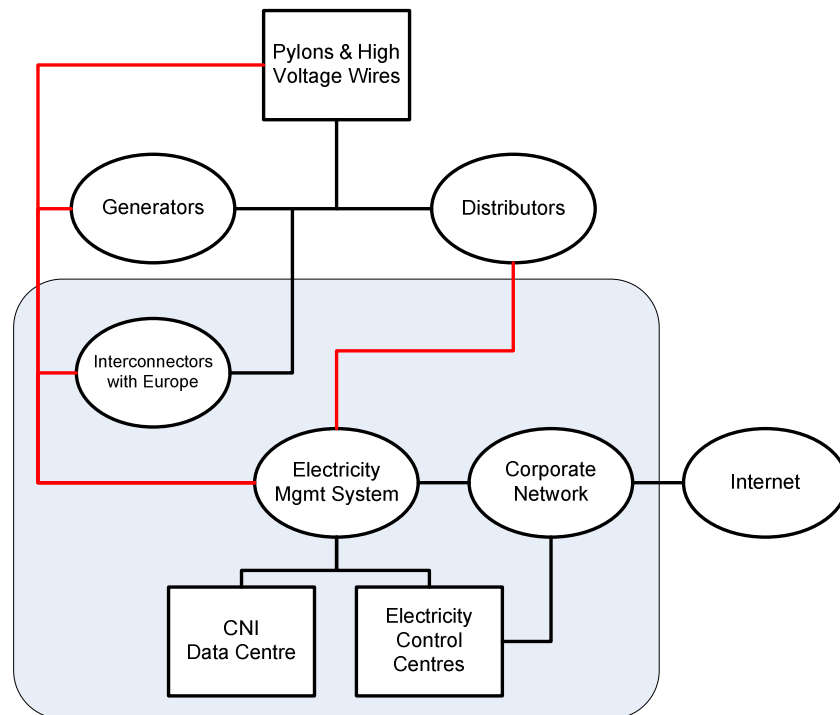 Pylons & High
Voltage Wires
Generators
Distributors
Interconnectors
with Europe
Electricity
Mgmt System
Corporate
Network
Internet
CNI
Data Centre
Electricity
Control
Centres